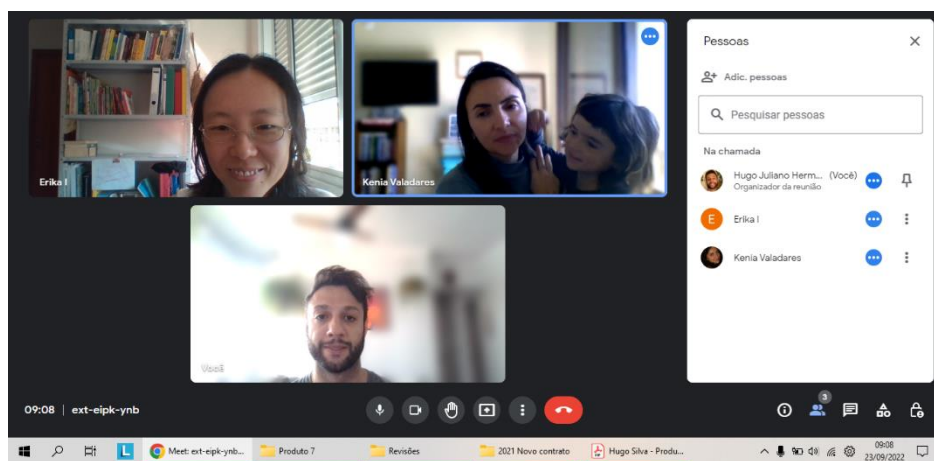 Erika I
Kenia Valadares
Você
Pessoas
Adic. pessoas
Pesquisar pessoas
Na chamada
Hugo Juliano Herm... (Você)
Organizador da reunião
E
Erika I
Kenia Valadares
09:08 | ext-eipk-ynb
3
L
Meet: ext-eipk-ynb...
Produto 7
Revisões
2021 Novo contrato
Hugo Silva - Produ...
09:08
23/09/2022